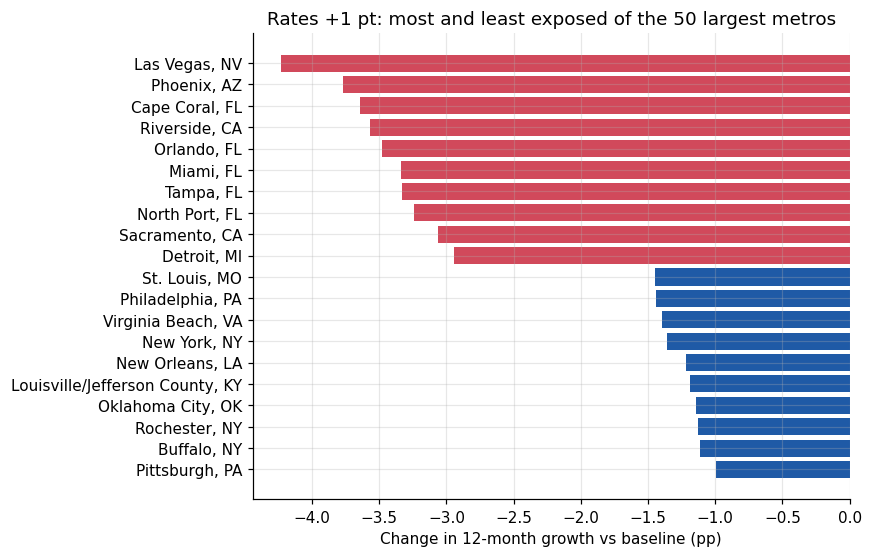 Rates +1 pt: most and least exposed of the 50 largest metros
Las Vegas, NV
Phoenix, AZ
Cape Coral, FL
Riverside, CA
Orlando, FL
Miami, FL
Tampa, FL
North Port, FL
Sacramento, CA
Detroit, MI
St. Louis, MO
Philadelphia, PA
Virginia Beach, VA
New York, NY
New Orleans, LA
Louisville/Jefferson County, KY
Oklahoma City, OK
Rochester, NY
Buffalo, NY
Pittsburgh, PA
−4.0 −3.5 −3.0 −2.5 −2.0 −1.5 −1.0 −0.5 0.0
Change in 12-month growth vs baseline (pp)